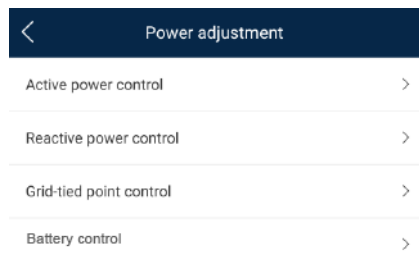 Power adjustment
Active power control
Reactive power control
Grid-tied point control
Battery control